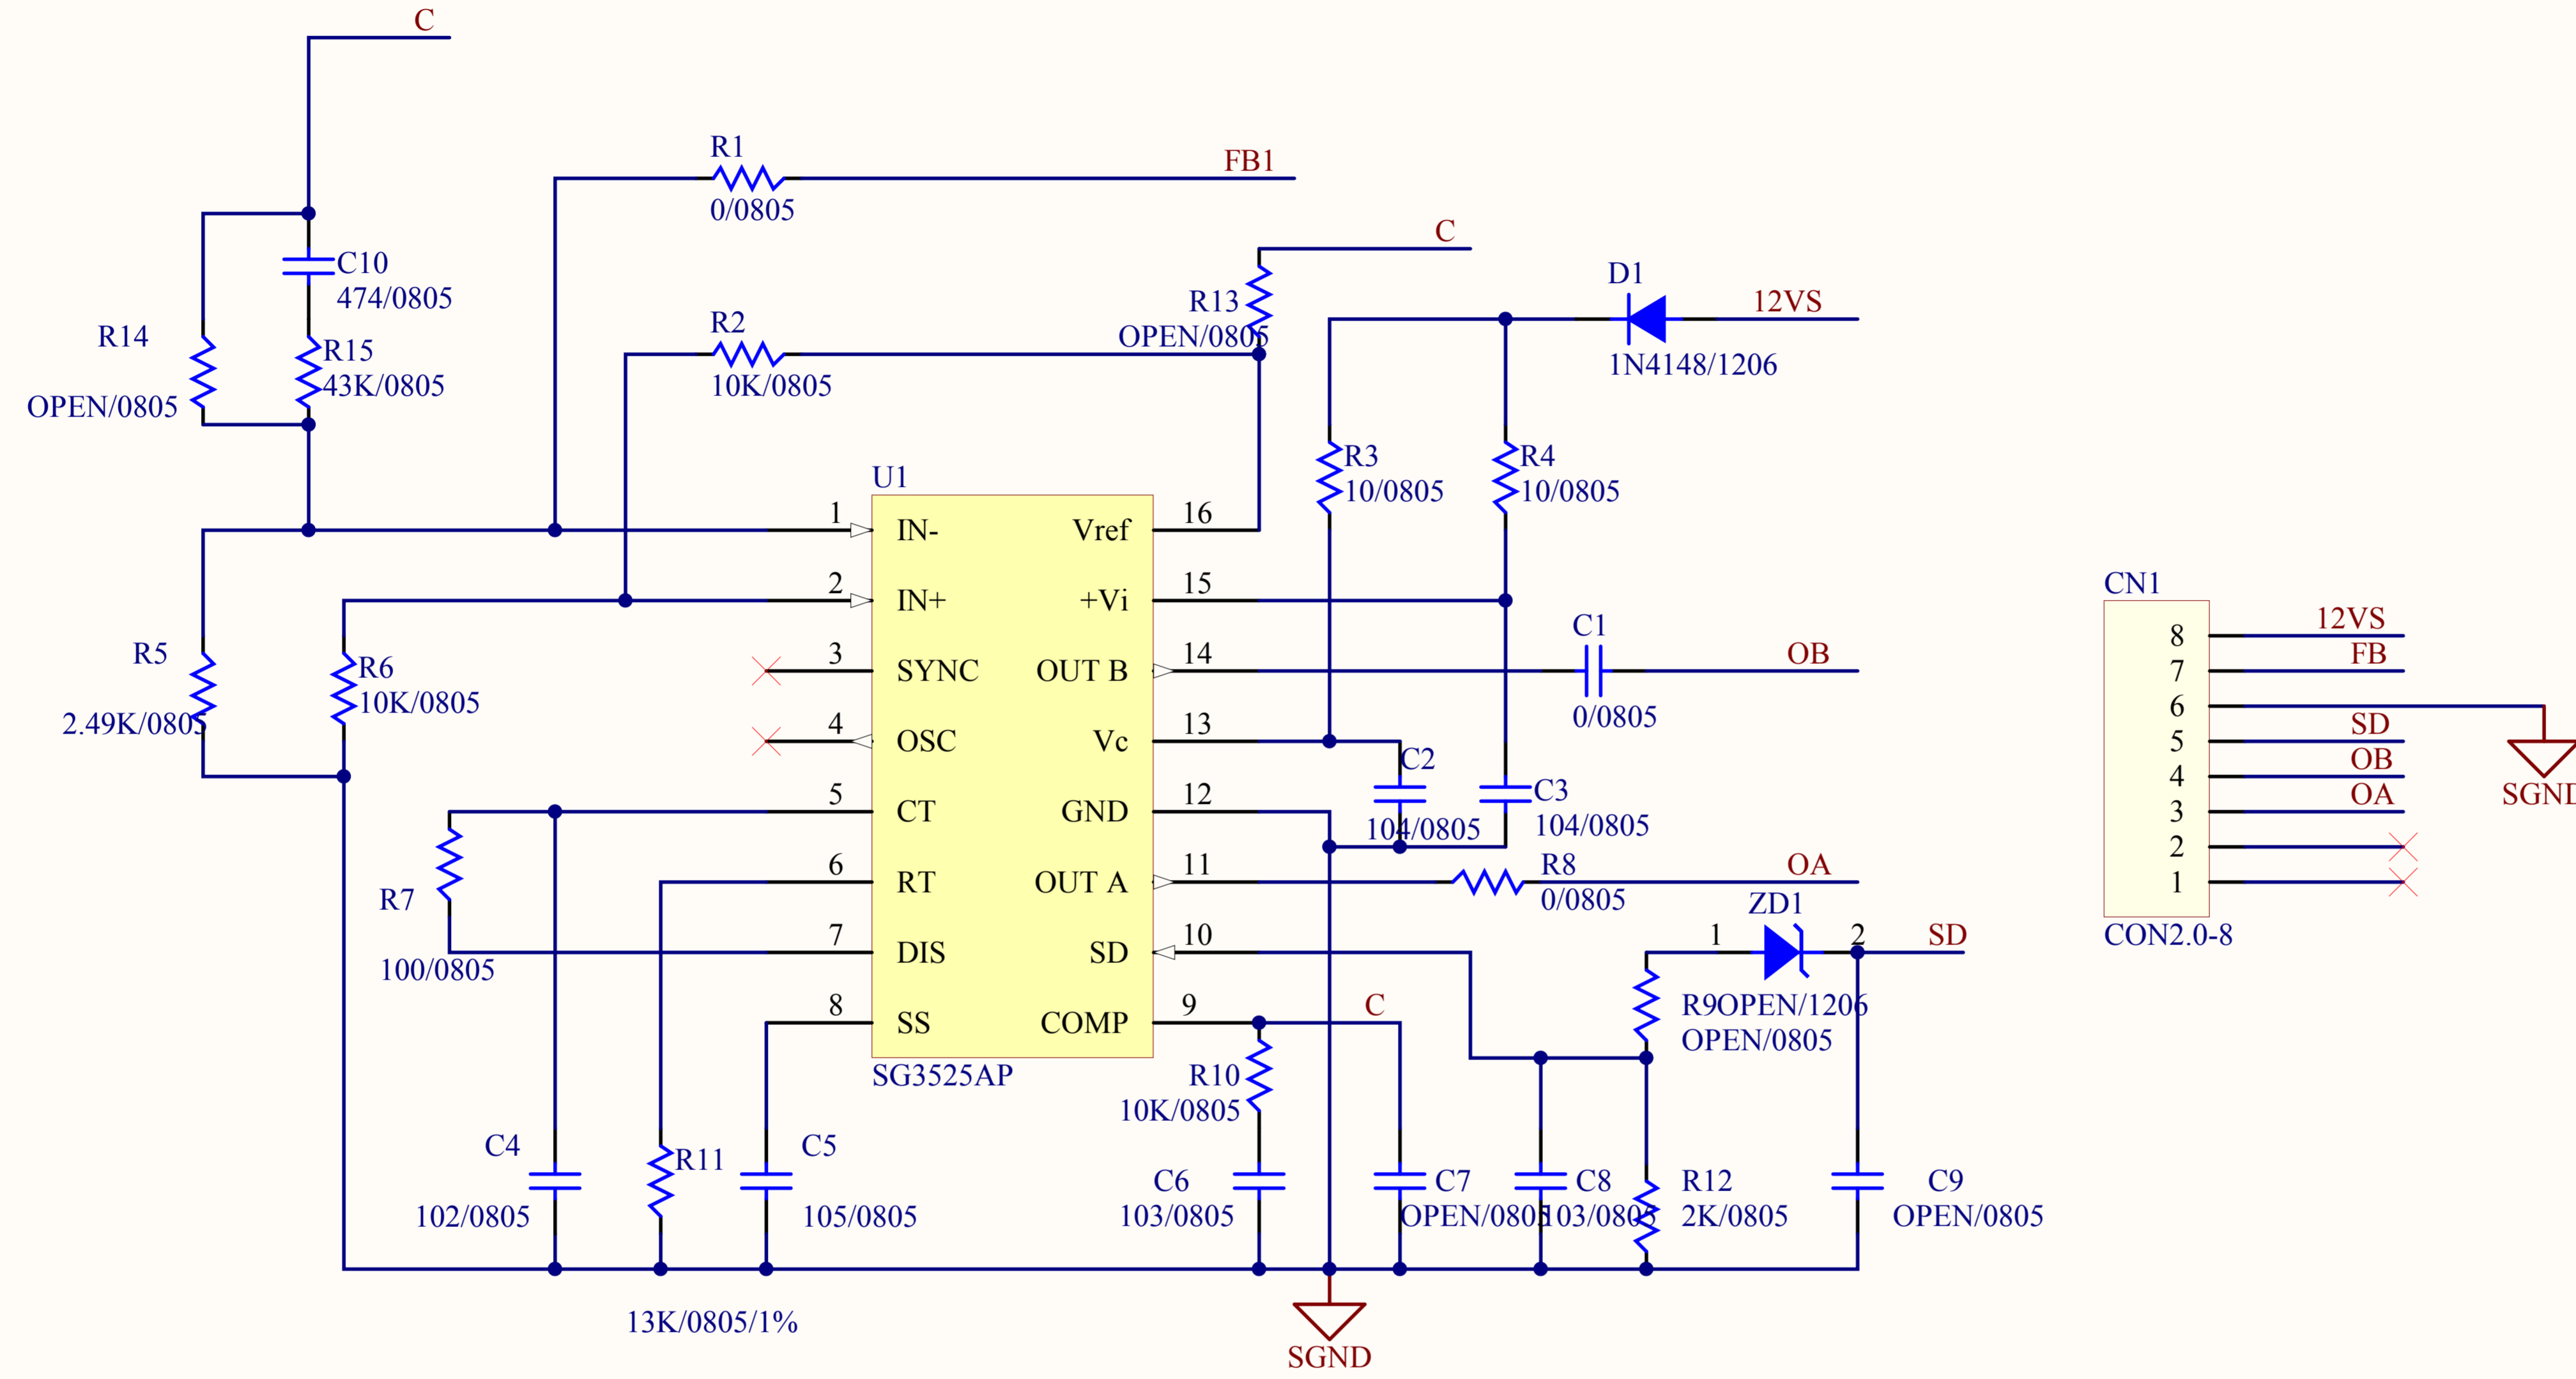 C
R1
FB1
0/0805
C
C10
474/0805
D1
12VS
R13
OPEN/0805
R2
10K/0805
1N4148/1206
R14
R15
43K/0805
OPEN/0805
R3
10/0805
R4
10/0805
U1
1 IN- Vref 16
2 IN+ +Vi 15
3 SYNC OUT B 14
4 OSC Vc 13
5 CT GND 12
6 RT OUT A 11
7 DIS SD 10
8 SS COMP 9
SG3525AP
R5
2.49K/0805
R6
10K/0805
C1
OB
0/0805
C2
104/0805
C3
104/0805
R8
OA
0/0805
R7
100/0805
ZD1
1 2 SD
R9OPEN/1206
OPEN/0805
C
R10
10K/0805
C4
102/0805
R11
C5
105/0805
C6
103/0805
C7
OPEN/0805
C8
103/0805
R12
2K/0805
C9
OPEN/0805
13K/0805/1%
SGND
CN1
8 12VS
7 FB
6
5 SD
4 OB
3 OA
2
1
CON2.0-8
SGND